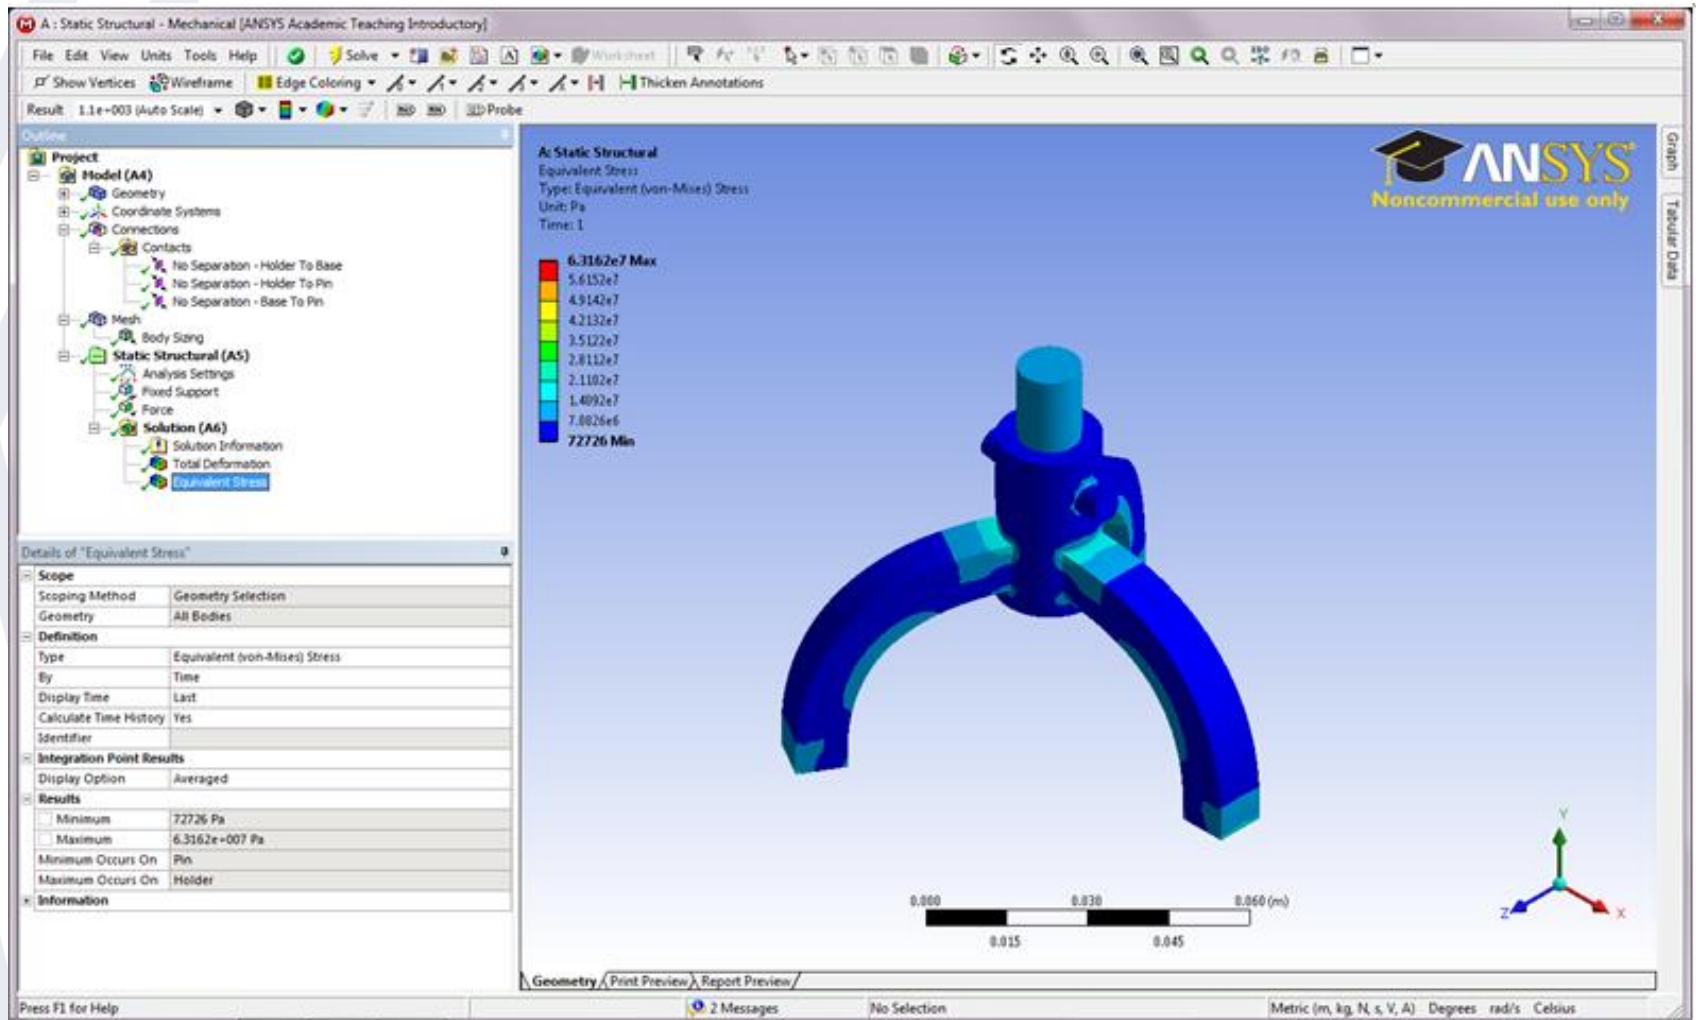 A : Static Structural - Mechanical [ANSYS Academic Teaching Introductory]
File Edit View Units Tools Help Solve Worksheet
Show Vertices Wireframe Edge Coloring Thicken Annotations
Result 1.1e+003 (Auto Scale) Probe
Outline
Project
Model (A4)
Geometry
Coordinate Systems
Connections
Contacts
No Separation - Holder To Base
No Separation - Holder To Pin
No Separation - Base To Pin
Mesh
Body Sizing
Static Structural (A5)
Analysis Settings
Fixed Support
Force
Solution (A6)
Solution Information
Total Deformation
Equivalent Stress
Details of "Equivalent Stress"
Scope
Scoping Method Geometry Selection
Geometry All Bodies
Definition
Type Equivalent (von-Mises) Stress
By Time
Display Time Last
Calculate Time History Yes
Identifier
Integration Point Results
Display Option Averaged
Results
Minimum 72726 Pa
Maximum 6.3162e+007 Pa
Minimum Occurs On Pin
Maximum Occurs On Holder
Information
A: Static Structural
Equivalent Stress
Type: Equivalent (von-Mises) Stress
Unit: Pa
Time: 1
6.3162e7 Max
5.6152e7
4.9142e7
4.2132e7
3.5122e7
2.8112e7
2.1102e7
1.4092e7
7.0826e6
72726 Min
ANSYS
Noncommercial use only
Graph
Tabular Data
0.000 0.030 0.060 (m)
0.015 0.045
Y
Z
X
Geometry Print Preview Report Preview
Press F1 for Help 2 Messages No Selection Metric (m, kg, N, s, V, A) Degrees rad/s Celsius